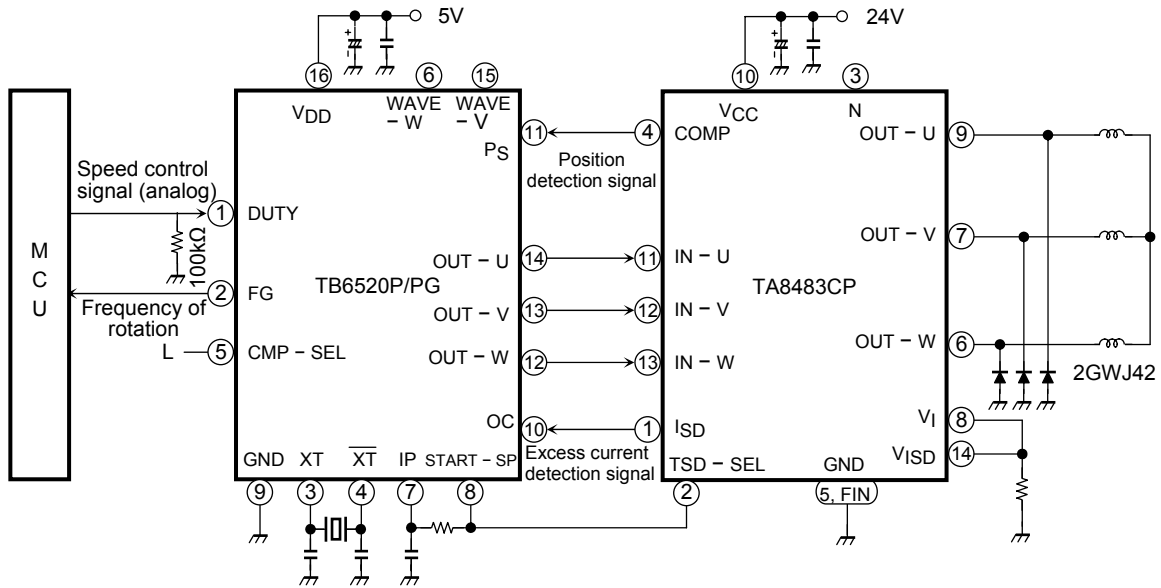 5V
24V
16
6
15
10
3
VDD
WAVE
- W
WAVE
- V
VCC
N
PS
11
4
COMP
OUT - U
9
Position
detection signal
Speed control
signal (analog)
1
DUTY
100kΩ
M
C
U
OUT - V
7
OUT - U
14
11
IN - U
2
FG
TB6520P/PG
TA8483CP
Frequency of
rotation
OUT - V
13
12
IN - V
L
5
CMP - SEL
OUT - W
12
13
IN - W
OUT - W
6
2GWJ42
OC
10
1
ISD
VI
8
Excess current
detection signal
VISD
14
GND
XT
XT
IP
START - SP
TSD - SEL
GND
9
3
4
7
8
2
5, FIN
+
-
+
-